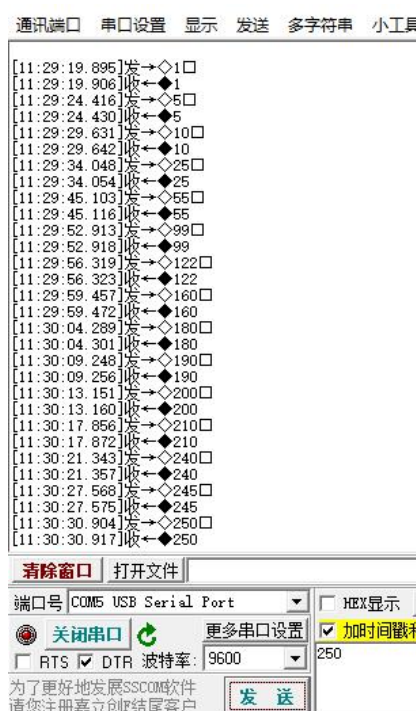 通讯端口 串口设置 显示 发送 多字符串 小工具
[11:29:19.895]发→◇1□
[11:29:19.906]收←◆1
[11:29:24.416]发→◇5□
[11:29:24.430]收←◆5
[11:29:29.631]发→◇10□
[11:29:29.642]收←◆10
[11:29:34.048]发→◇25□
[11:29:34.054]收←◆25
[11:29:45.103]发→◇55□
[11:29:45.116]收←◆55
[11:29:52.913]发→◇99□
[11:29:52.918]收←◆99
[11:29:56.319]发→◇122□
[11:29:56.323]收←◆122
[11:29:59.457]发→◇160□
[11:29:59.472]收←◆160
[11:30:04.289]发→◇180□
[11:30:04.301]收←◆180
[11:30:09.248]发→◇190□
[11:30:09.256]收←◆190
[11:30:13.151]发→◇200□
[11:30:13.160]收←◆200
[11:30:17.856]发→◇210□
[11:30:17.872]收←◆210
[11:30:21.343]发→◇240□
[11:30:21.357]收←◆240
[11:30:27.568]发→◇245□
[11:30:27.575]收←◆245
[11:30:30.904]发→◇250□
[11:30:30.917]收←◆250
清除窗口 打开文件
端口号 COM5 USB Serial Port HEX显示
关闭串口 更多串口设置 加时间戳和
RTS DTR 波特率: 9600 250
为了更好地发展SSCOM软件
请您注册嘉立创F结尾客户
发 送